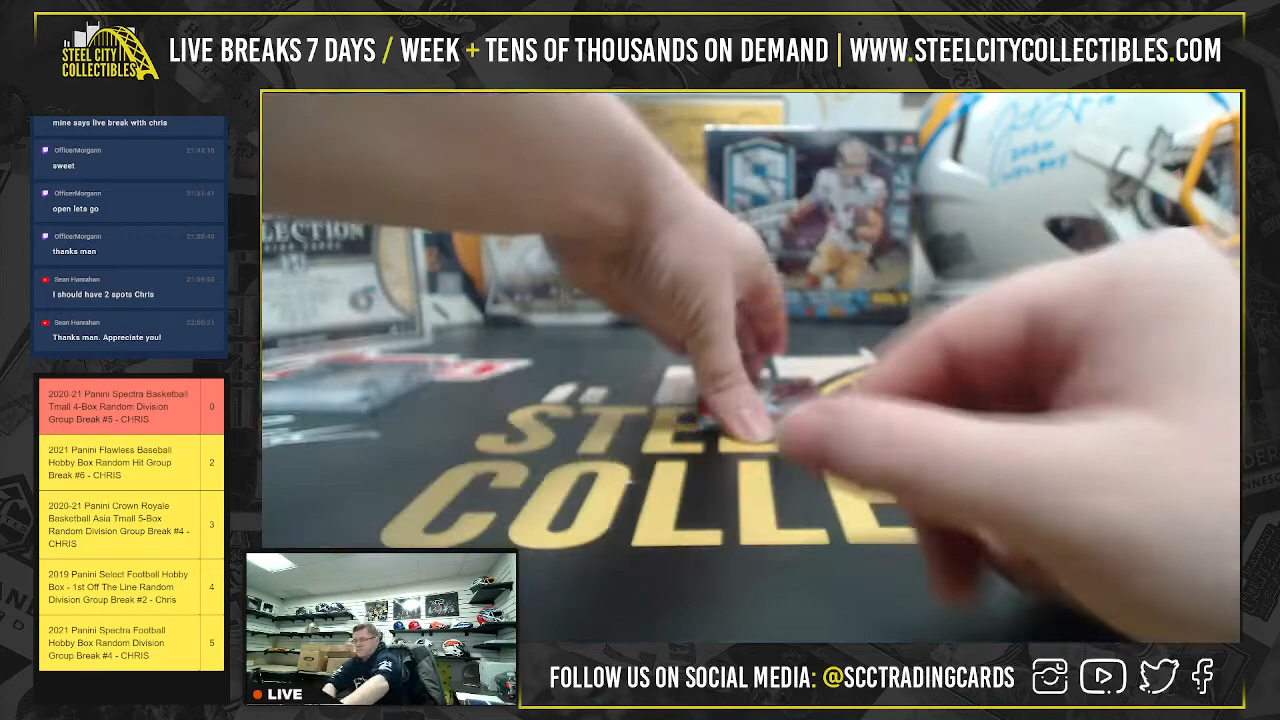 STEEL CITY
COLLECTIBLES
LIVE BREAKS 7 DAYS / WEEK + TENS OF THOUSANDS ON DEMAND | WWW.STEELCITYCOLLECTIBLES.COM
mine says live break with chris
OfficerMorgann
sweet
OfficerMorgann
open lets go
OfficerMorgann
thanks man
Sean Hanrahan
I should have 2 spots Chris
Sean Hanrahan 22:00:21
Thanks man. Appreciate you!
2020-21 Panini Spectra Basketball
Tmall 4-Box Random Division
Group Break #5 - CHRIS
0
2021 Panini Flawless Baseball
Hobby Box Random Hit Group
Break #6 - CHRIS
2
2020-21 Panini Crown Royale
Basketball Asia Tmall 5-Box
Random Division Group Break #4 -
CHRIS
3
2019 Panini Select Football Hobby
Box - 1st Off The Line Random
Division Group Break #2 - Chris
4
2021 Panini Spectra Football
Hobby Box Random Division
Group Break #4 - CHRIS
5
LLECTION
STE
COLLE
LIVE
FOLLOW US ON SOCIAL MEDIA: @SCCTRADINGCARDS